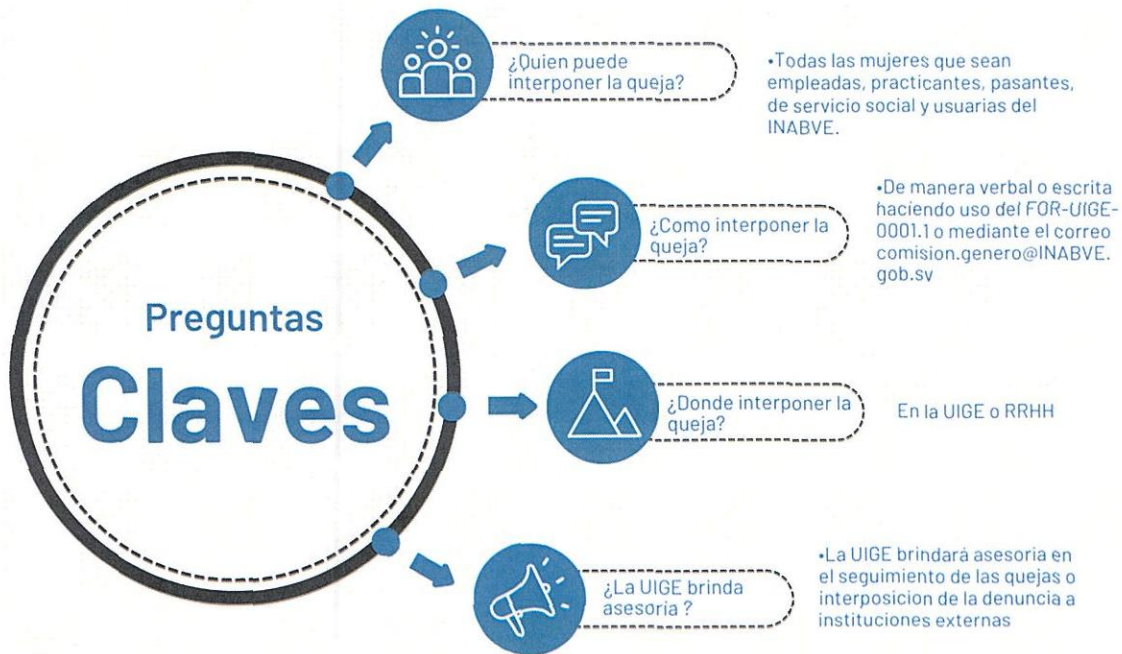 ¿Quien puede
interponer la queja?
•Todas las mujeres que sean
empleadas, practicantes, pasantes,
de servicio social y usuarias del
INABVE.
¿Como interponer la
queja?
•De manera verbal o escrita
haciendo uso del FOR-UIGE-
0001.1 o mediante el correo
comision.genero@INABVE.
gob.sv
Preguntas
Claves
¿Donde interponer la
queja?
En la UIGE o RRHH
¿La UIGE brinda
asesoría ?
•La UIGE brindará asesoria en
el seguimiento de las quejas o
interposicion de la denuncia a
instituciones externas